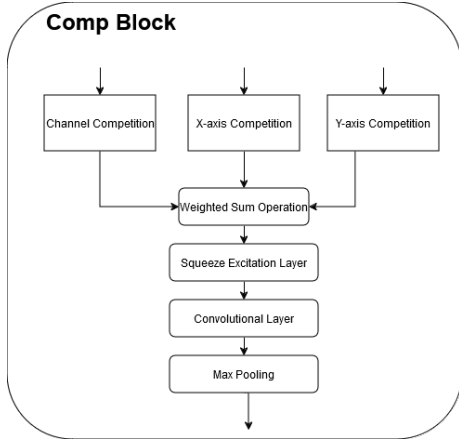 Comp Block
Channel Competition
X-axis Competition
Y-axis Competition
Weighted Sum Operation
Squeeze Excitation Layer
Convolutional Layer
Max Pooling